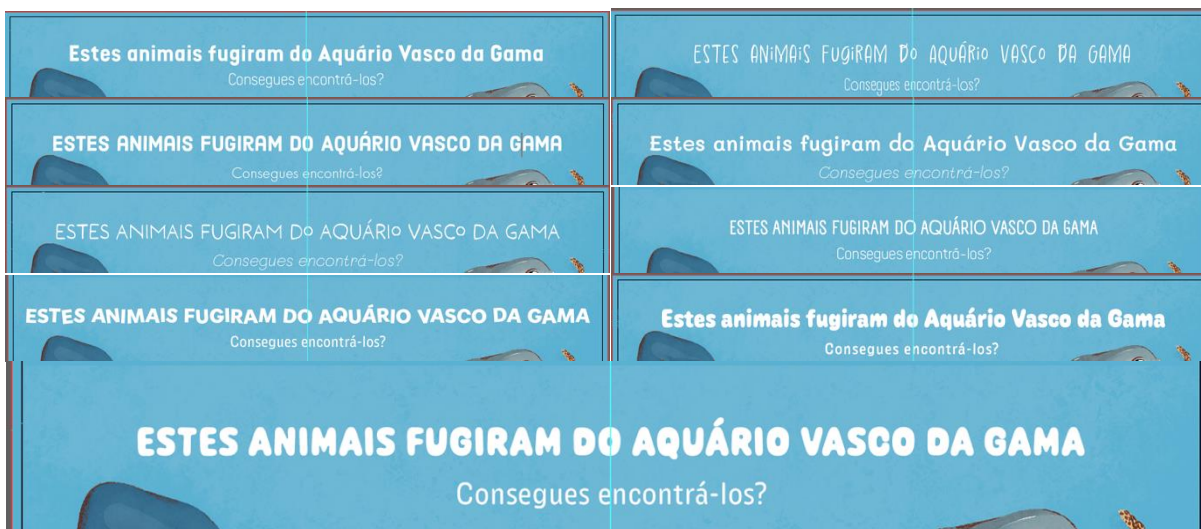 Estes animais fugiram do Aquário Vasco da Gama
Consegues encontrá-los?
ESTES ANiMAiS FUgiRAM Do AQUÁRio VASCo DA GAMA
Consegues encontrá-los?
ESTES ANIMAIS FUGIRAM DO AQUÁRIO VASCO DA GAMA
Consegues encontrá-los?
Estes animais fugiram do Aquário Vasco da Gama
Consegues encontrá-los?
ESTES ANIMAIS FUGIRAM Do AQUÁRIo VASCo DA GAMA
Consegues encontrá-los?
ESTES ANIMAIS FUGIRAM DO AQUÁRIO VASCO DA GAMA
Consegues encontrá-los?
ESTES ANIMAIS FUGIRAM DO AQUÁRIO VASCO DA GAMA
Consegues encontrá-los?
Estes animais fugiram do Aquário Vasco da Gama
Consegues encontrá-los?
ESTES ANIMAIS FUGIRAM DO AQUÁRIO VASCO DA GAMA
Consegues encontrá-los?